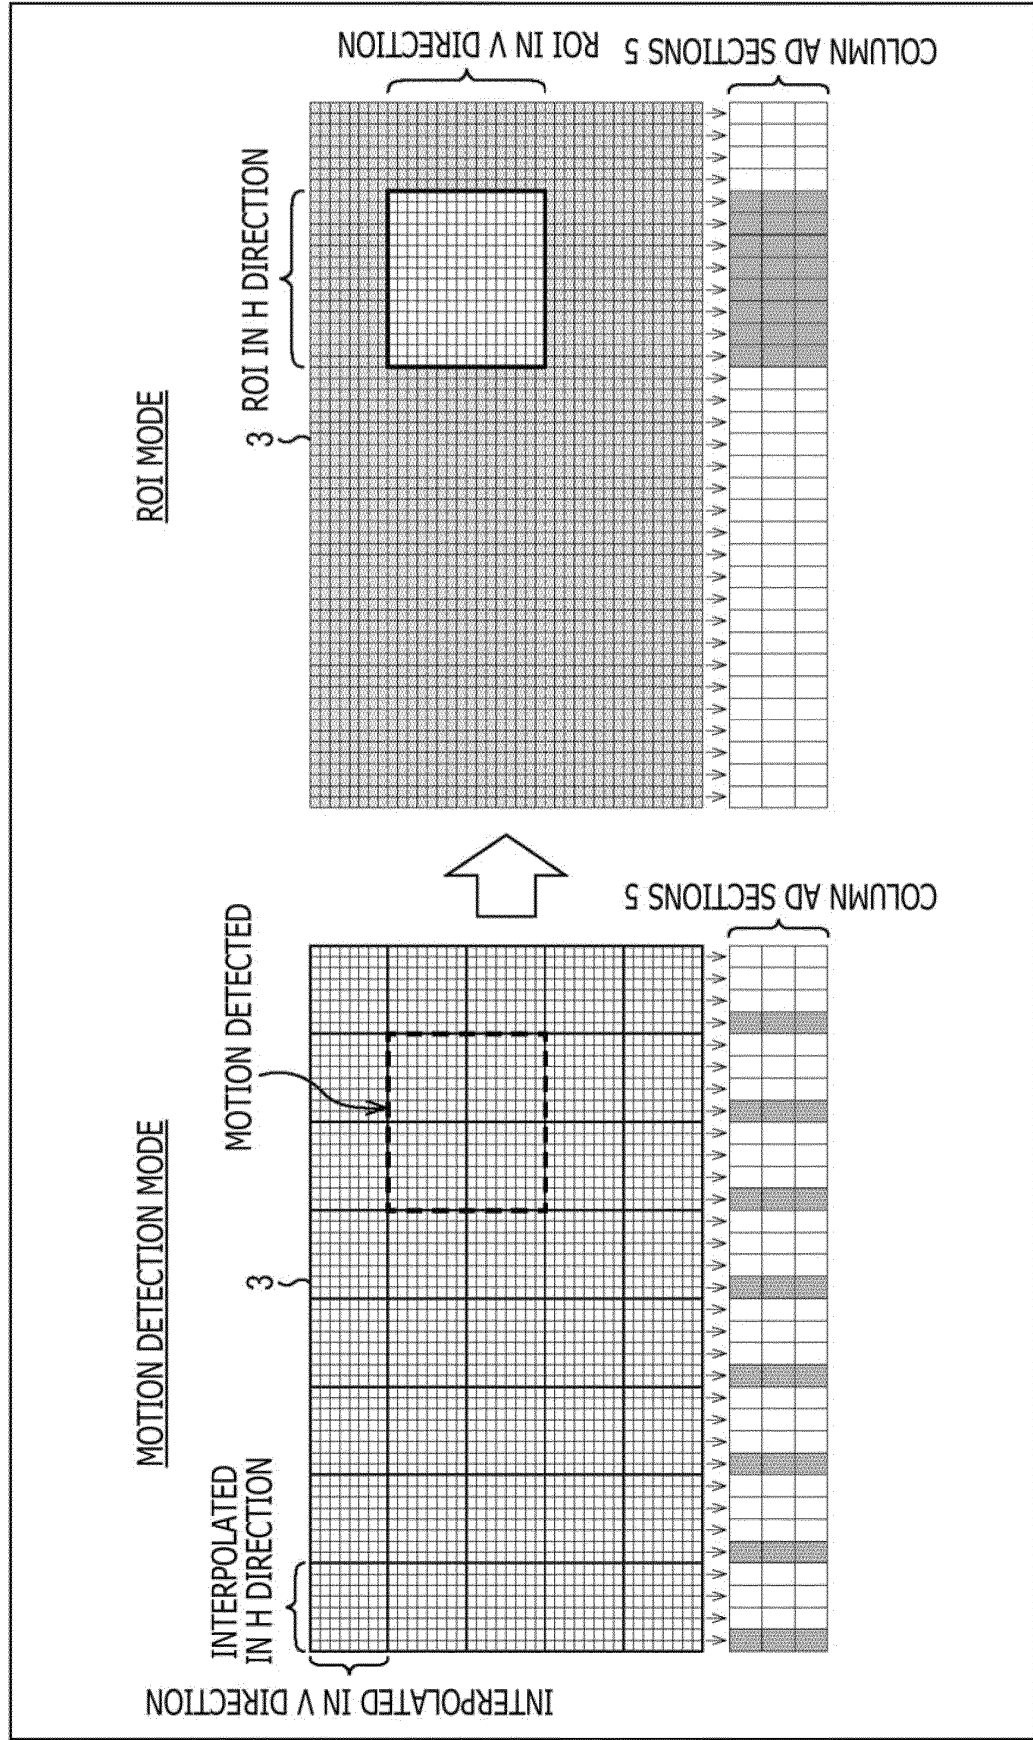 MOTION DETECTION MODE
INTERPOLATED
IN H DIRECTION
3
MOTION DETECTED
INTERPOLATED IN V DIRECTION
COLUMN AD SECTIONS 5
ROI MODE
3
ROI IN H DIRECTION
ROI IN V DIRECTION
COLUMN AD SECTIONS 5